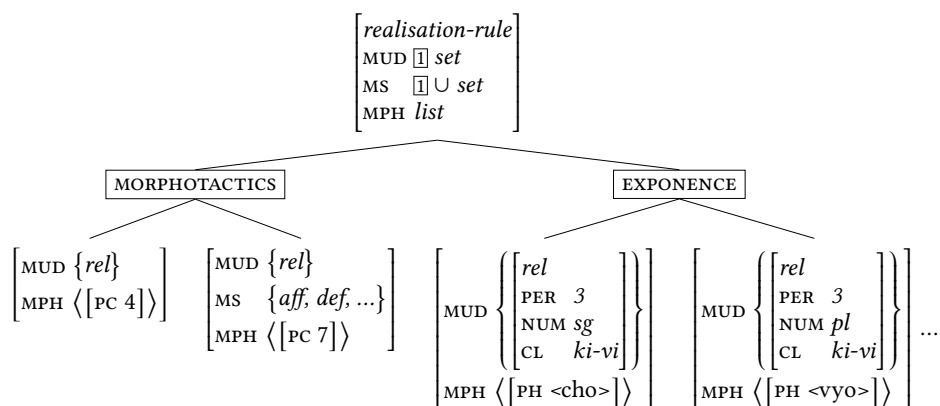 realisation-rule
MUD 1 set
MS 1 ∪ set
MPH list
MORPHOTACTICS
EXPONENCE
MUD {rel}
MPH ⟨[PC 4]⟩
MUD {rel}
MS {aff, def, ...}
MPH ⟨[PC 7]⟩
MUD
rel
PER 3
NUM sg
CL ki-vi
MPH ⟨[PH <cho>]⟩
MUD
rel
PER 3
NUM pl
CL ki-vi
MPH ⟨[PH <vyo>]⟩
...